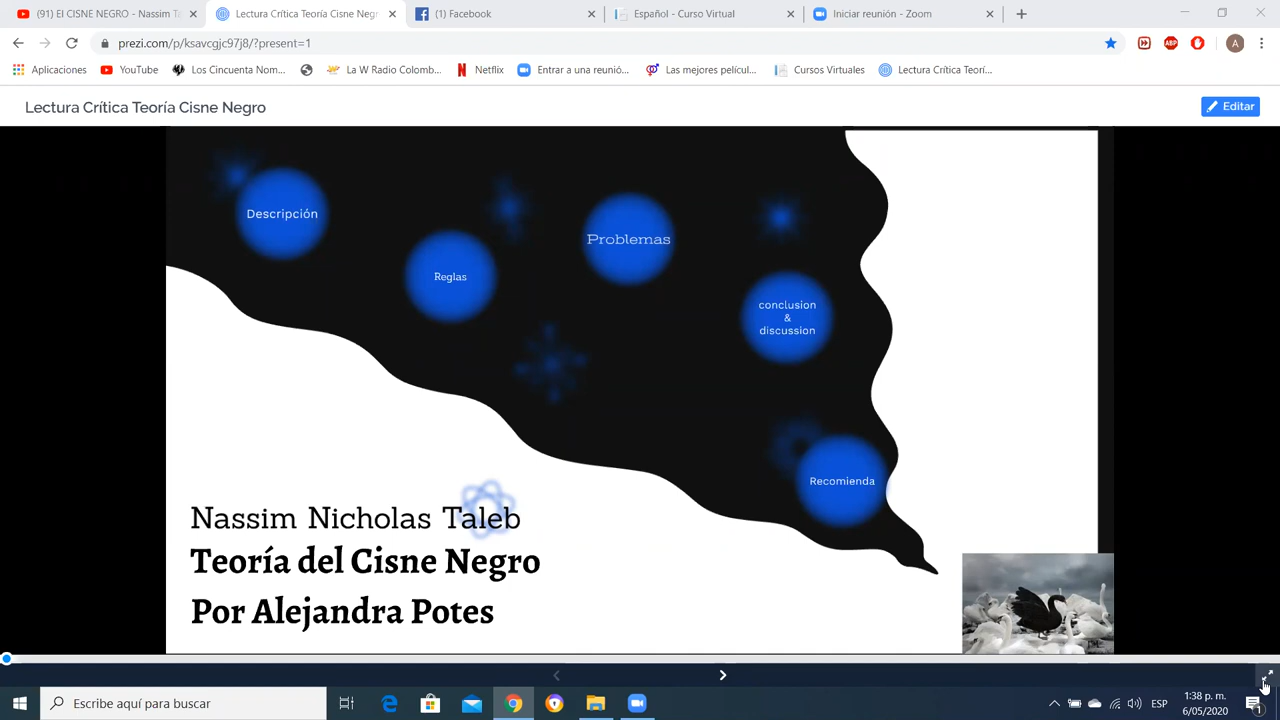 (91) El CISNE NEGRO - Nassim T
Lectura Crítica Teoría Cisne Negr
(1) Facebook
Español - Curso Virtual
Iniciar reunión - Zoom
prezi.com/p/ksavcgjc97j8/?present=1
ABP
A
Aplicaciones
YouTube
Los Cincuenta Nom...
La W Radio Colomb...
Netflix
Entrar a una reunió...
Las mejores películ...
Cursos Virtuales
Lectura Crítica Teorí...
Lectura Crítica Teoría Cisne Negro
Editar
Descripción
Reglas
Problemas
conclusion
&
discussion
Recomienda
Nassim Nicholas Taleb
Teoría del Cisne Negro
Por Alejandra Potes
Escribe aquí para buscar
ESP
1:38 p. m.
6/05/2020
1